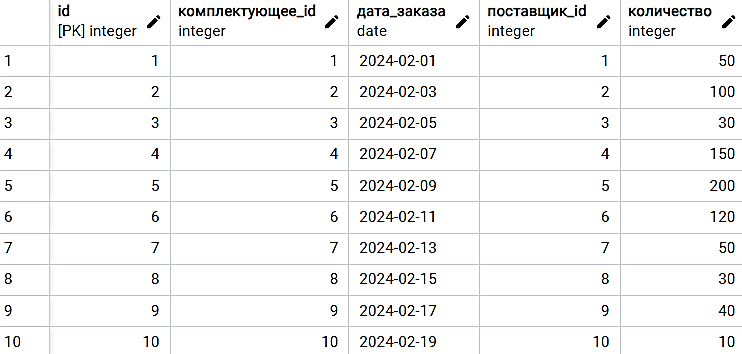 id комплектующее_id дата_заказа поставщик_id количество
[PK] integer integer date integer integer
1 1 1 2024-02-01 1 50
2 2 2 2024-02-03 2 100
3 3 3 2024-02-05 3 30
4 4 4 2024-02-07 4 150
5 5 5 2024-02-09 5 200
6 6 6 2024-02-11 6 120
7 7 7 2024-02-13 7 50
8 8 8 2024-02-15 8 30
9 9 9 2024-02-17 9 40
10 10 10 2024-02-19 10 10